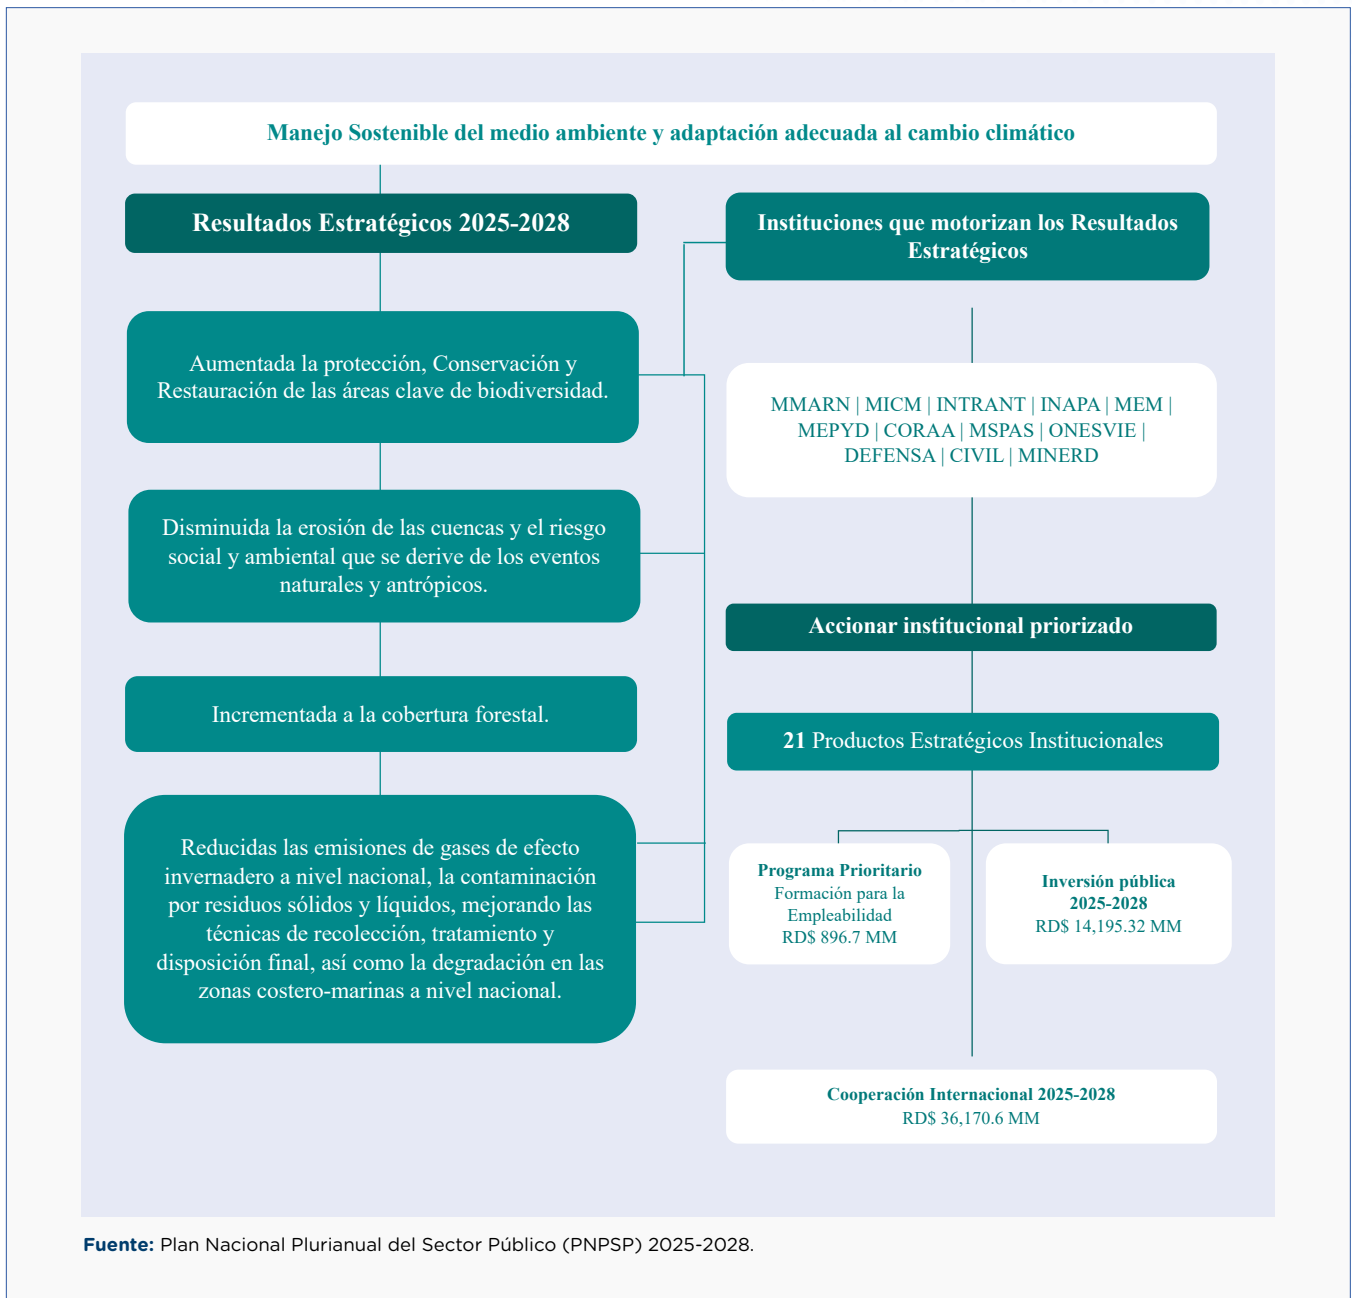 Manejo Sostenible del medio ambiente y adaptación adecuada al cambio climático
Resultados Estratégicos 2025-2028
Aumentada la protección, Conservación y
Restauración de las áreas clave de biodiversidad.
Disminuida la erosión de las cuencas y el riesgo
social y ambiental que se derive de los eventos
naturales y antrópicos.
Incrementada a la cobertura forestal.
Reducidas las emisiones de gases de efecto
invernadero a nivel nacional, la contaminación
por residuos sólidos y líquidos, mejorando las
técnicas de recolección, tratamiento y
disposición final, así como la degradación en las
zonas costero-marinas a nivel nacional.
Instituciones que motorizan los Resultados
Estratégicos
MMARN | MICM | INTRANT | INAPA | MEM |
MEPYD | CORAA | MSPAS | ONESVIE |
DEFENSA | CIVIL | MINERD
Accionar institucional priorizado
21 Productos Estratégicos Institucionales
Programa Prioritario
Formación para la
Empleabilidad
RD$ 896.7 MM
Inversión pública
2025-2028
RD$ 14,195.32 MM
Cooperación Internacional 2025-2028
RD$ 36,170.6 MM
Fuente: Plan Nacional Plurianual del Sector Público (PNPSP) 2025-2028.